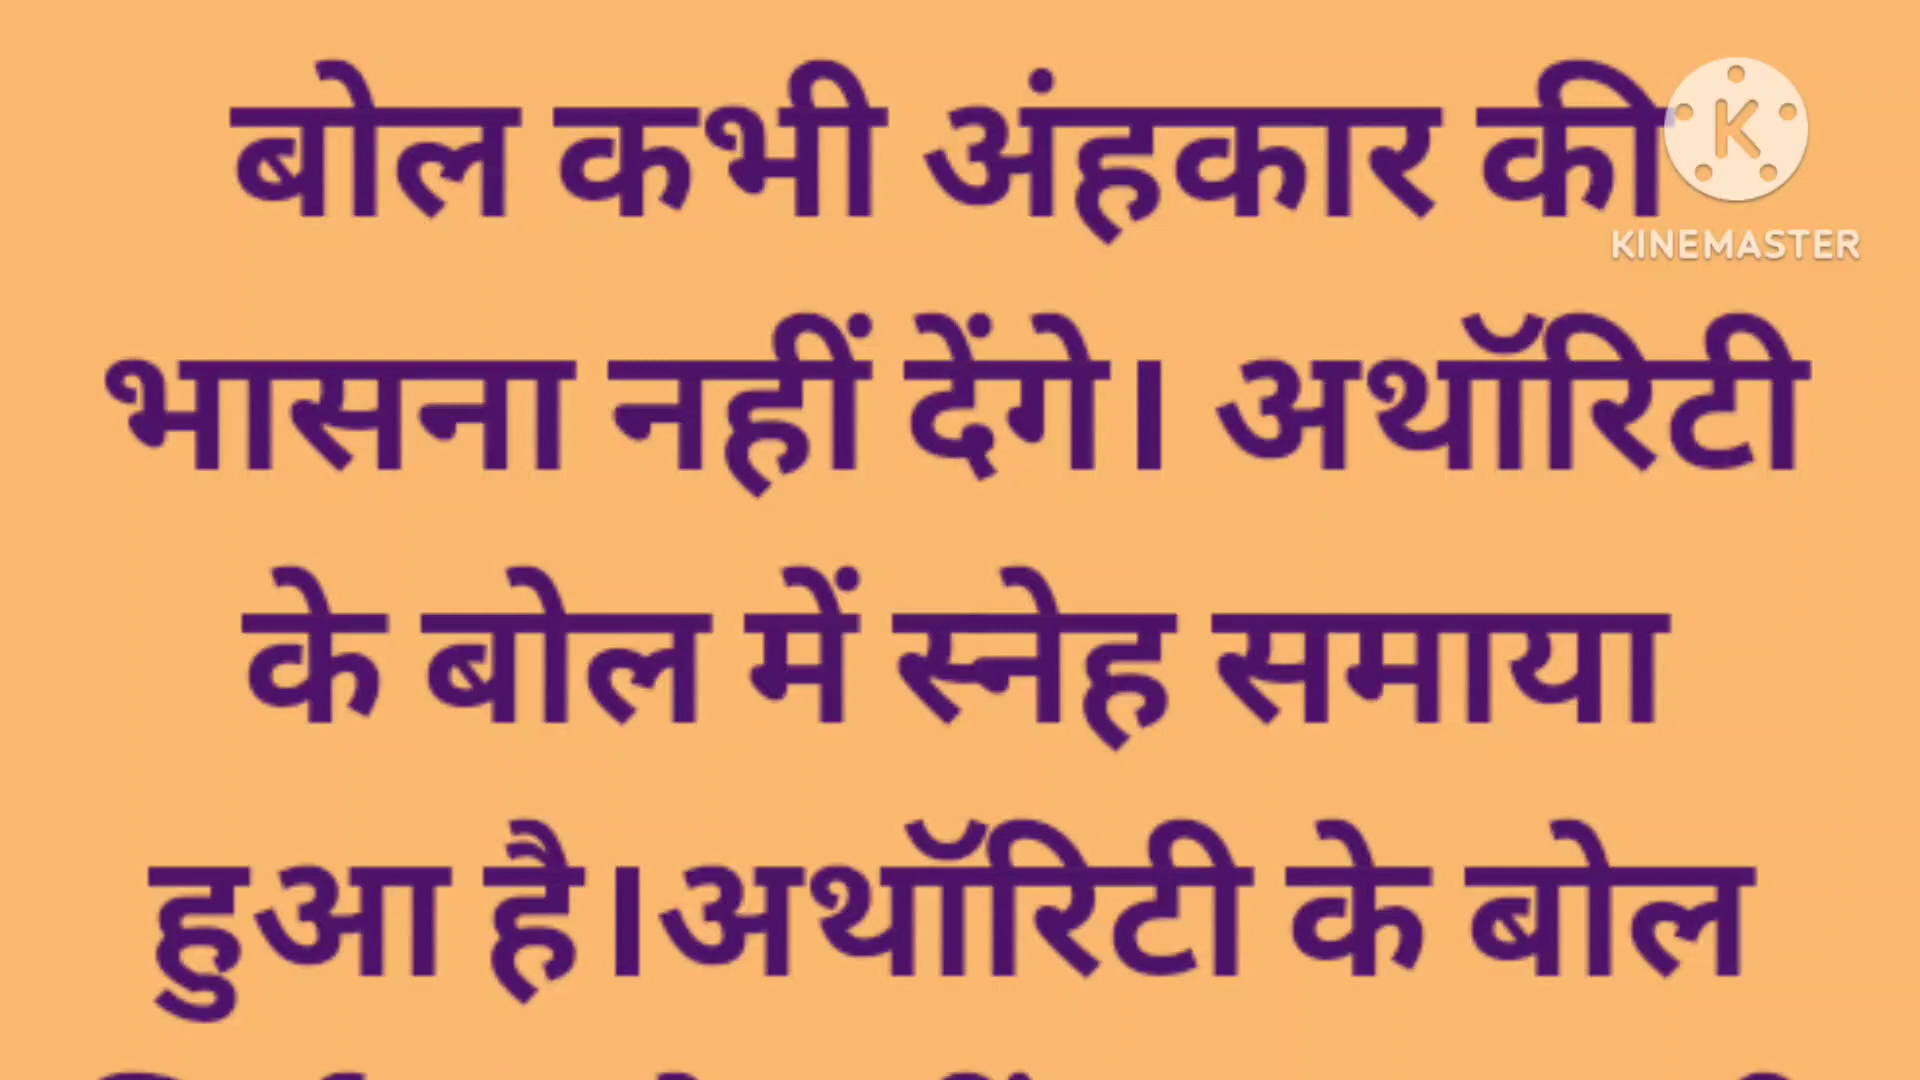 बोल कभी अंहकार की
KINEMASTER
भासना नहीं देंगे। अथॉरिटी
के बोल में स्नेह समाया
हुआ है।अथॉरिटी के बोल